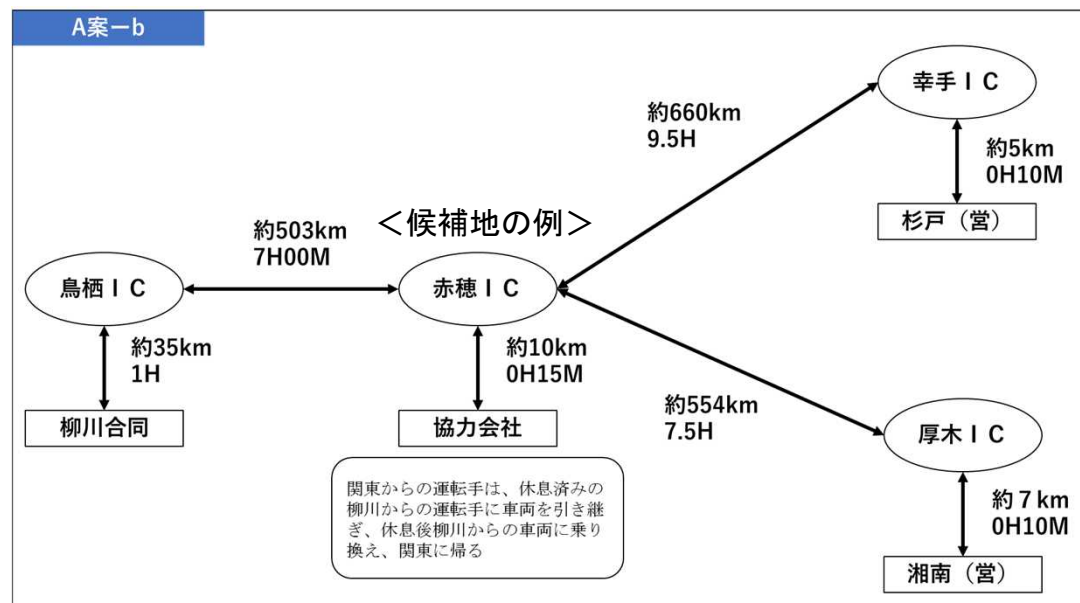 A案－b
幸手ＩＣ
約660km
9.5H
約5km
0H10M
杉戸（営）
＜候補地の例＞
約503km
7H00M
鳥栖ＩＣ
赤穂ＩＣ
約35km
1H
約10km
0H15M
約554km
7.5H
柳川合同
協力会社
厚木ＩＣ
関東からの運転手は、休息済みの
柳川からの運転手に車両を引き継
ぎ、休息後柳川からの車両に乗り
換え、関東に帰る
約７km
0H10M
湘南（営）